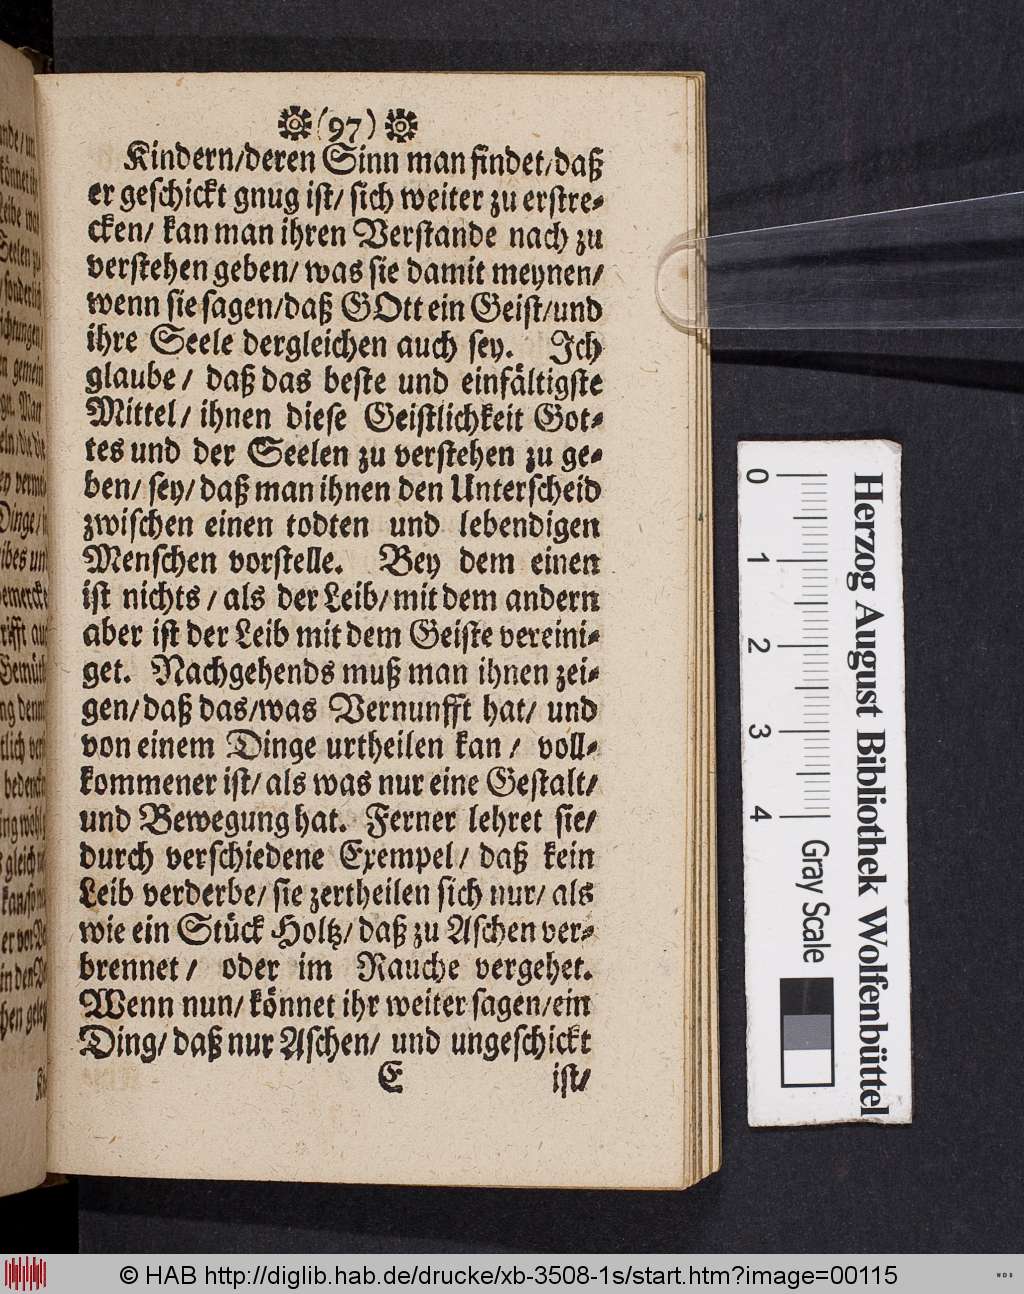 (97)
Kindern/deren Sinn man findet/daß
er geschickt gnug ist/ sich weiter zu erstre-
cken/ kan man ihren Verstande nach zu
verstehen geben/ was sie damit meynen/
wenn sie sagen/daß GOtt ein Geist/und
ihre Seele dergleichen auch sey. Ich
glaube/ daß das beste und einfältigste
Mittel/ ihnen diese Geistlichkeit Got-
tes und der Seelen zu verstehen zu ge-
ben/ sey/ daß man ihnen den Unterscheid
zwischen einen todten und lebendigen
Menschen vorstelle. Bey dem einen
ist nichts / als der Leib/ mit dem andern
aber ist der Leib mit dem Geiste vereini-
get. Nachgehends muß man ihnen zei-
gen/ daß das/was Vernunfft hat/ und
von einem Dinge urtheilen kan / voll-
kommener ist/ als was nur eine Gestalt/
und Bewegung hat. Ferner lehret sie/
durch verschiedene Exempel/ daß kein
Leib verderbe/ sie zertheilen sich nur/ als
wie ein Stück Holtz/ daß zu Aschen ver-
brennet/ oder im Rauche vergehet.
Wenn nun/ könnet ihr weiter sagen/ein
Ding/ daß nur Aschen/ und ungeschickt
E ist/
0 1 2 3 4
Gray Scale
Herzog August Bibliothek Wolfenbüttel
© HAB http://diglib.hab.de/drucke/xb-3508-1s/start.htm?image=00115